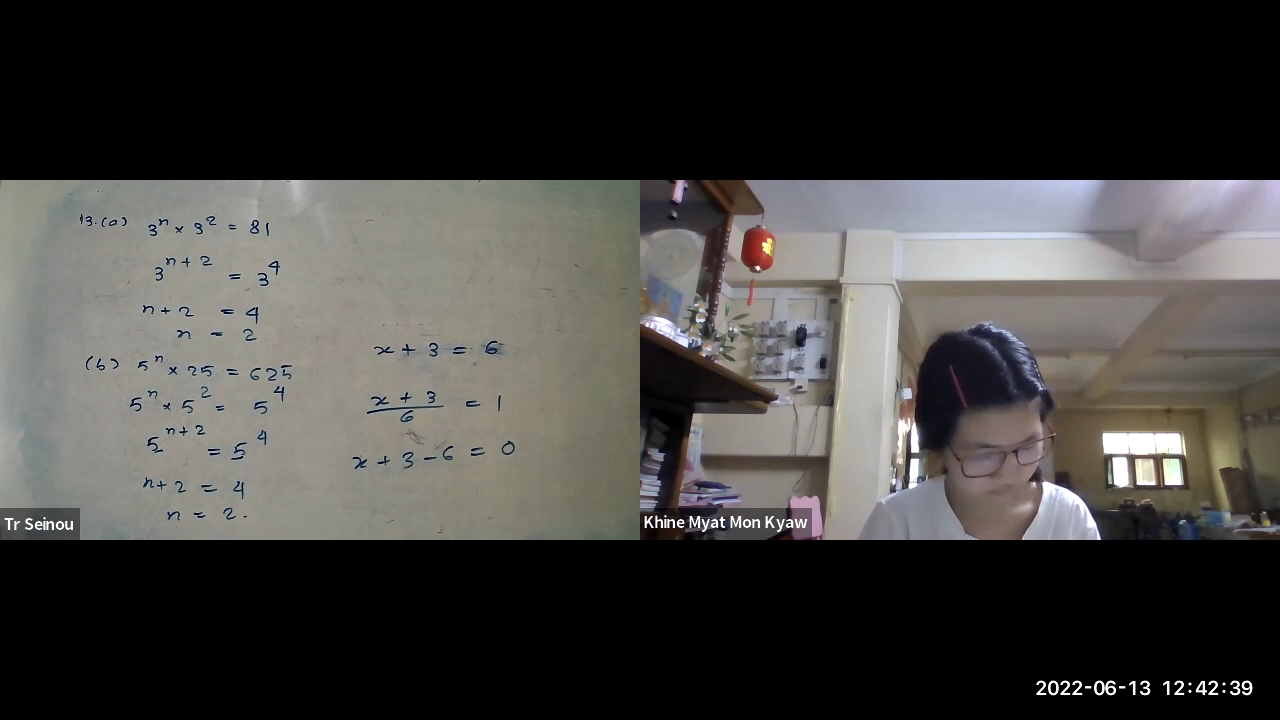 13.(a) 3ⁿ × 3² = 81
3ⁿ⁺² = 3⁴
n+2 = 4
n = 2
(b) 5ⁿ × 25 = 625
5ⁿ × 5² = 5⁴
5ⁿ⁺² = 5⁴
n+2 = 4
n = 2.
x + 3 = 6
x + 3
6
= 1
x + 3 - 6 = 0
Tr Seinou
Khine Myat Mon Kyaw
2022-06-13 12:42:39